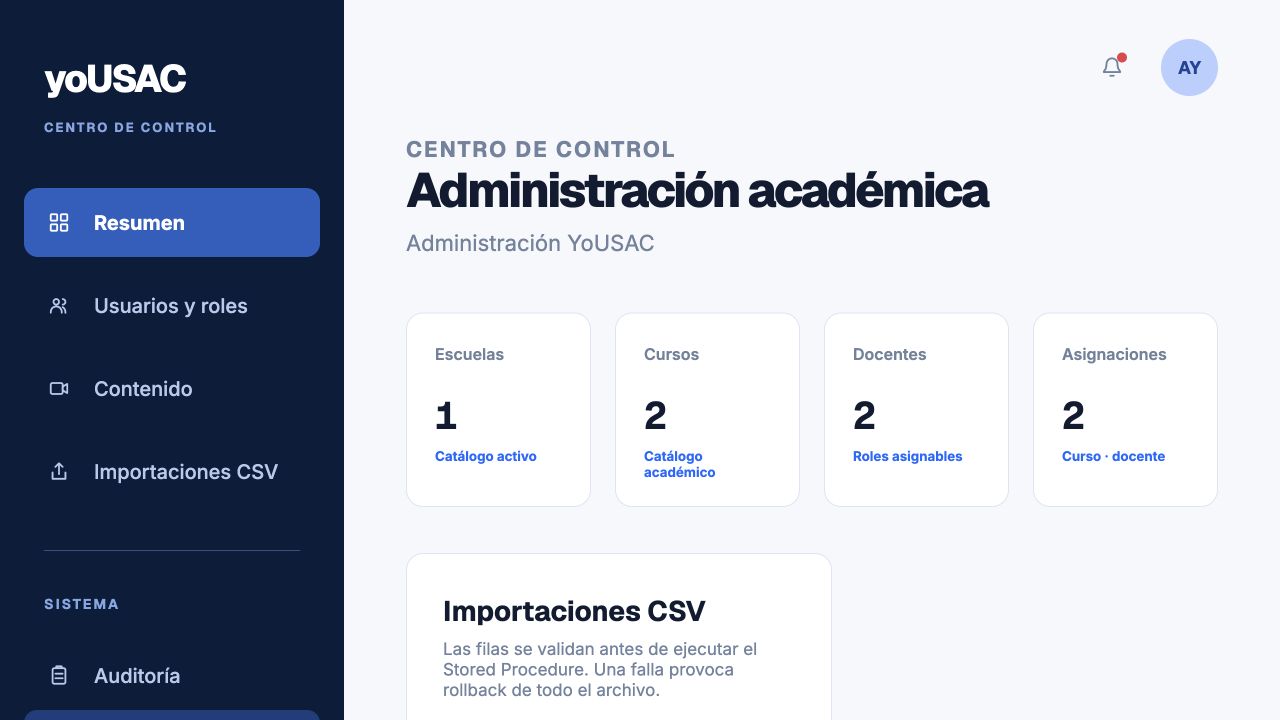 yoUSAC
CENTRO DE CONTROL
Resumen
Usuarios y roles
Contenido
Importaciones CSV
SISTEMA
Auditoría
AY
CENTRO DE CONTROL
Administración académica
Administración YoUSAC
Escuelas
1
Catálogo activo
Cursos
2
Catálogo
académico
Docentes
2
Roles asignables
Asignaciones
2
Curso · docente
Importaciones CSV
Las filas se validan antes de ejecutar el
Stored Procedure. Una falla provoca
rollback de todo el archivo.